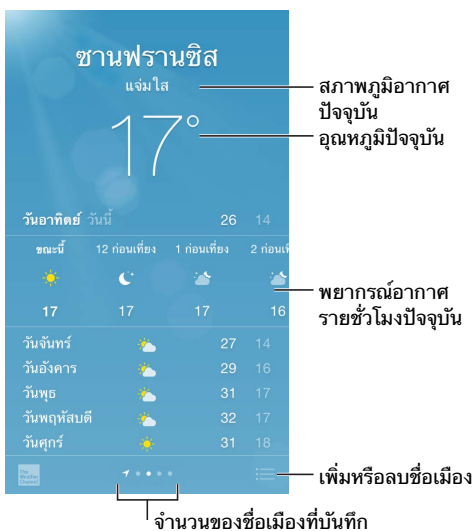 ซานฟรานซิส
แจ่มใส
17°
สภาพภูมิอากาศ
ปัจจุบัน
อุณหภูมิปัจจุบัน
วันอาทิตย์ วันนี้ 26 14
ขณะนี้ 12 ก่อนเที่ยง 1 ก่อนเที่ยง 2 ก่อนเ
17 17 17 16
พยากรณ์อากาศ
รายชั่วโมงปัจจุบัน
วันจันทร์ 27 14
วันอังคาร 29 16
วันพุธ 31 17
วันพฤหัสบดี 32 17
วันศุกร์ 31 18
The
Weather
Channel
เพิ่มหรือลบชื่อเมือง
จำนวนของชื่อเมืองที่บันทึก